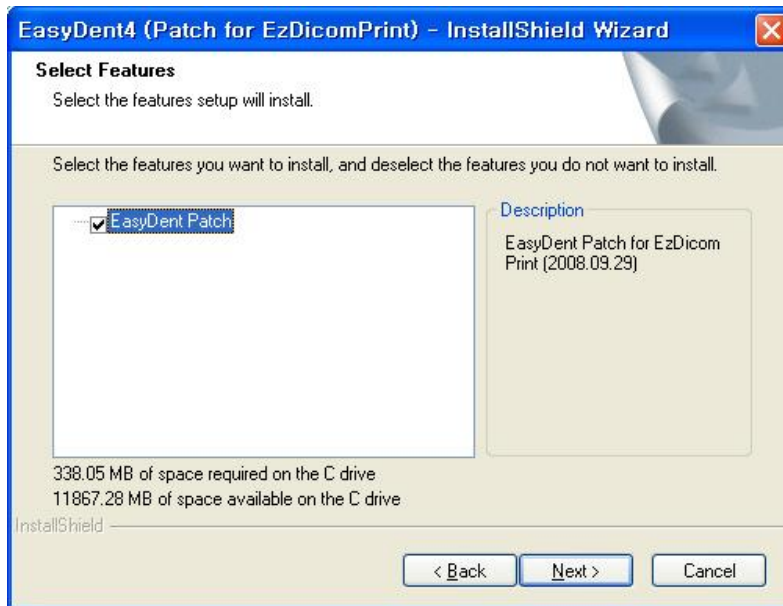 EasyDent4 (Patch for EzDicomPrint) - InstallShield Wizard
Select Features
Select the features setup will install.
Select the features you want to install, and deselect the features you do not want to install.
EasyDent Patch
Description
EasyDent Patch for EzDicom
Print (2008.09.29)
338.05 MB of space required on the C drive
11867.28 MB of space available on the C drive
InstallShield
< Back
Next >
Cancel